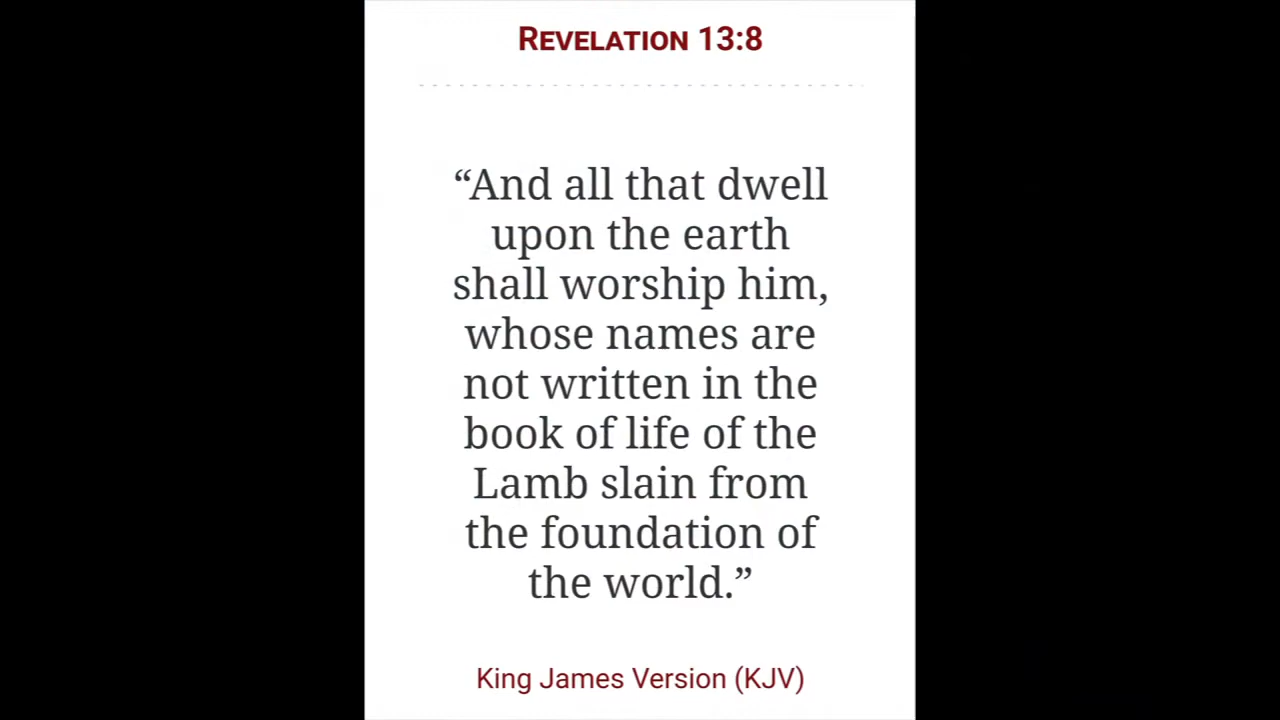 Revelation 13:8
“And all that dwell
upon the earth
shall worship him,
whose names are
not written in the
book of life of the
Lamb slain from
the foundation of
the world.”
King James Version (KJV)